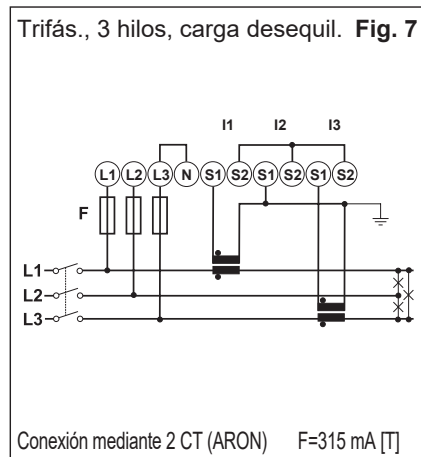 Trifás., 3 hilos, carga desequil. Fig. 7
I1 I2 I3
L1 L2 L3 N S1 S2 S1 S2 S1 S2
F
L1
L2
L3
Conexión mediante 2 CT (ARON) F=315 mA [T]